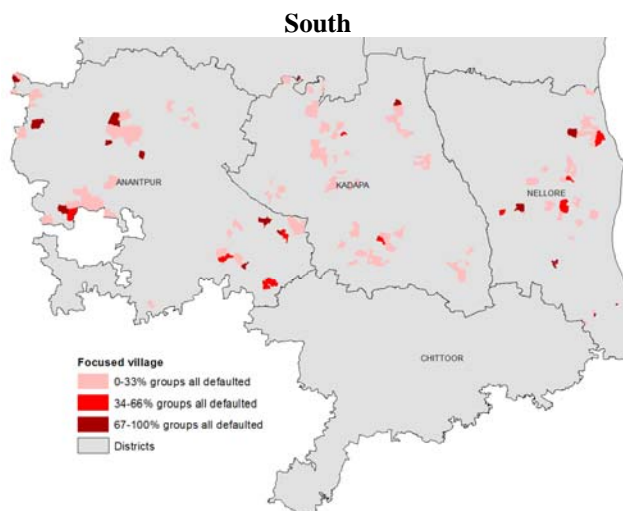 South
ANANTPUR
KADAPA
NELLORE
CHITTOOR
Focused village
0-33% groups all defaulted
34-66% groups all defaulted
67-100% groups all defaulted
Districts